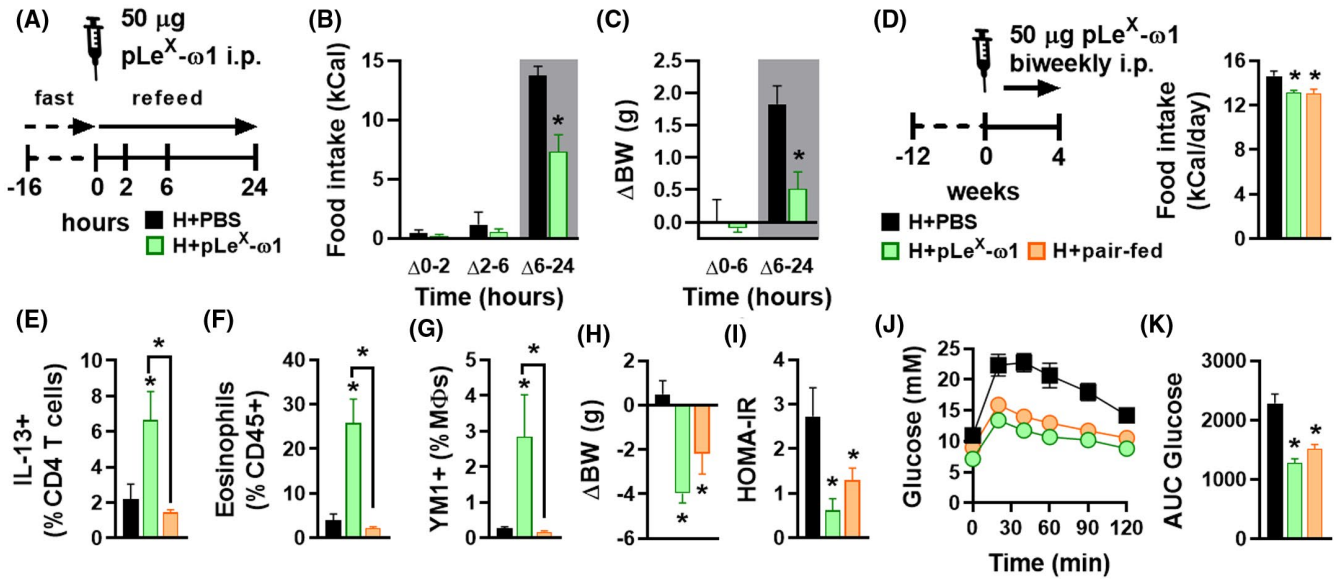 (A)
50 µg
pLeX-ω1 i.p.
fast
refeed
-16
0
2
6
24
hours
H+PBS
H+pLeX-ω1
(B)
Food intake (kCal)
15
10
5
0
*
Δ0-2
Δ2-6
Δ6-24
Time (hours)
(C)
ΔBW (g)
2.5
2.0
1.5
1.0
0.5
0.0
*
Δ0-6
Δ6-24
Time (hours)
(D)
50 µg pLeX-ω1
biweekly i.p.
-12
0
4
weeks
H+PBS
H+pLeX-ω1
H+pair-fed
Food intake
(kCal/day)
16
12
8
4
0
* *
(E)
IL-13+
(% CD4 T cells)
10
8
6
4
2
0
*
*
(F)
Eosinophils
(% CD45+)
40
30
20
10
0
*
*
(G)
YM1+ (% MΦs)
5
4
3
2
1
0
*
*
(H)
ΔBW (g)
2
0
-2
-4
-6
*
*
(I)
HOMA-IR
4
3
2
1
0
*
*
(J)
Glucose (mM)
25
20
15
10
5
0
0
30
60
90
120
Time (min)
(K)
AUC Glucose
3000
2000
1000
0
*
*